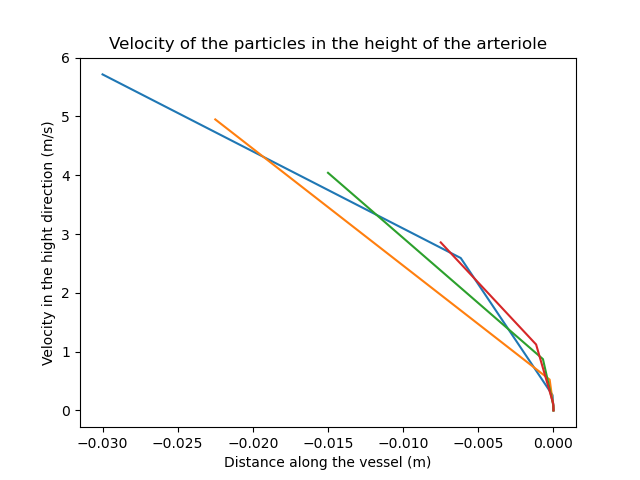 Velocity of the particles in the height of the arteriole
Velocity in the hight direction (m/s)
6
5
4
3
2
1
0
−0.030 −0.025 −0.020 −0.015 −0.010 −0.005 0.000
Distance along the vessel (m)